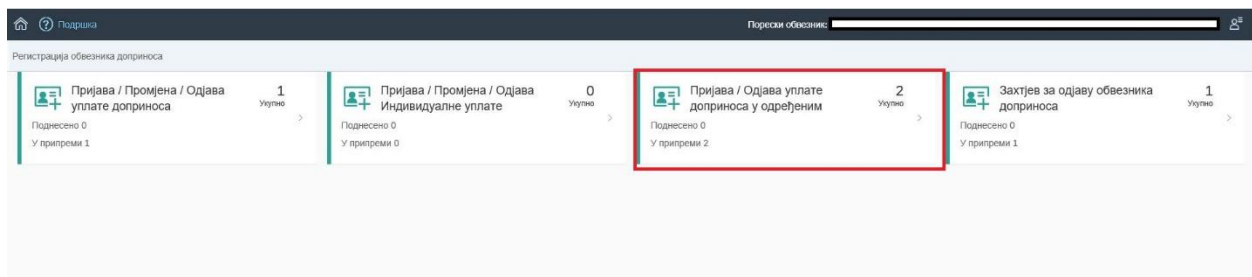 Подршка
Порески обвезник:
Регистрација обвезника доприноса
Пријава / Промјена / Одјава
уплате доприноса
1
Укупно
Поднесено 0
У припреми 1
Пријава / Промјена / Одјава
Индивидуалне уплате
0
Укупно
Поднесено 0
У припреми 0
Пријава / Одјава уплате
доприноса у одређеним
2
Укупно
Поднесено 0
У припреми 2
Захтјев за одјаву обвезника
доприноса
1
Укупно
Поднесено 0
У припреми 1